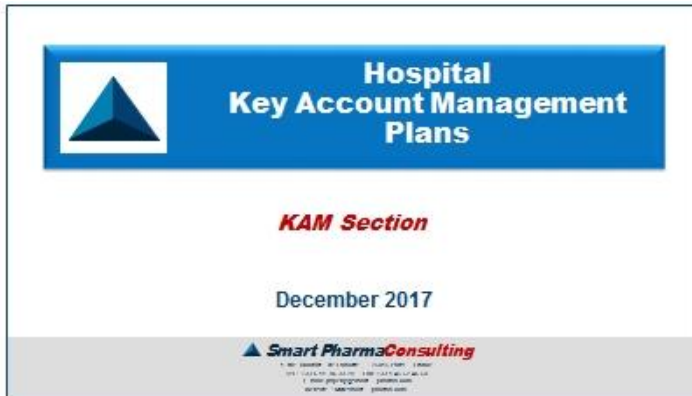 Hospital
Key Account Management
Plans
KAM Section
December 2017
Smart PharmaConsulting